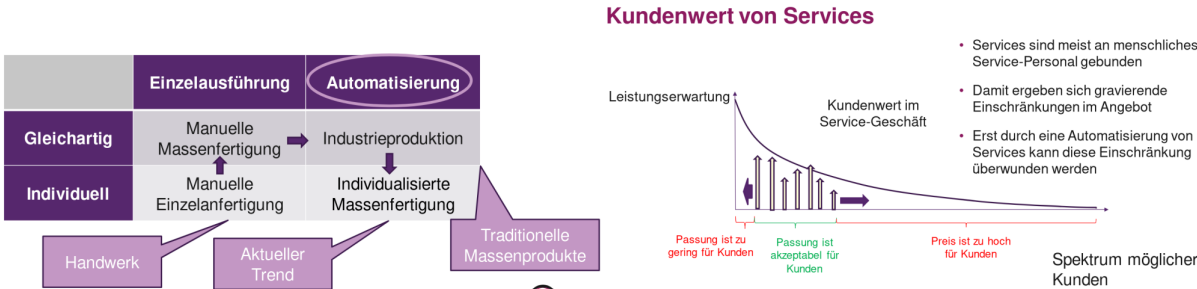 Einzelausführung
Automatisierung
Gleichartig
Manuelle
Massenfertigung
Industrieproduktion
Individuell
Manuelle
Einzelanfertigung
Individualisierte
Massenfertigung
Handwerk
Aktueller
Trend
Traditionelle
Massenprodukte
Kundenwert von Services
Leistungserwartung
Kundenwert im
Service-Geschäft
• Services sind meist an menschliches
Service-Personal gebunden
• Damit ergeben sich gravierende
Einschränkungen im Angebot
• Erst durch eine Automatisierung von
Services kann diese Einschränkung
überwunden werden
Passung ist zu
gering für Kunden
Passung ist
akzeptabel für
Kunden
Preis ist zu hoch
für Kunden
Spektrum möglicher
Kunden